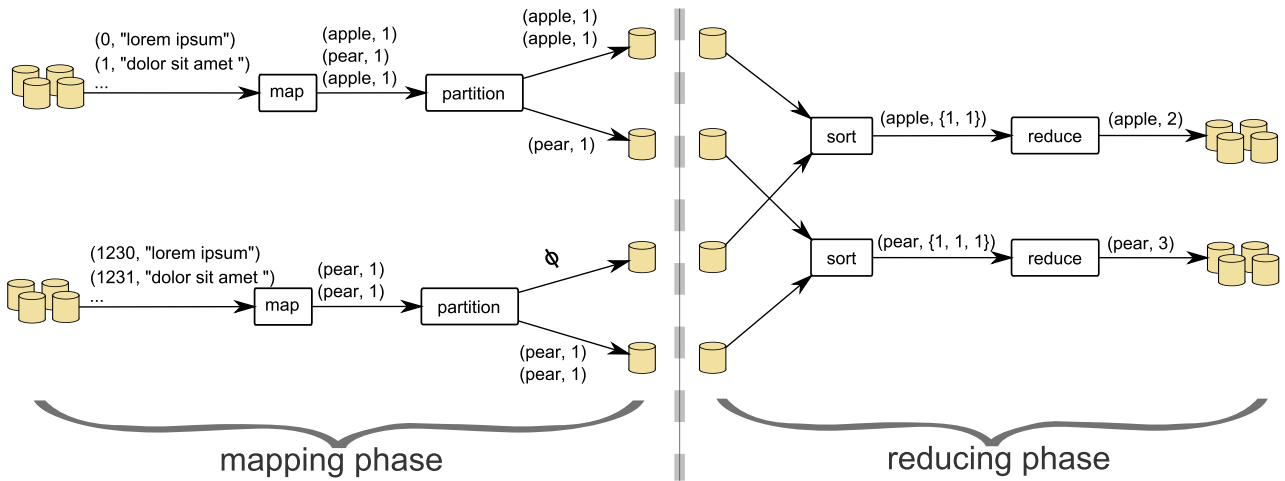 (0, "lorem ipsum")
(1, "dolor sit amet ")
...
map
(apple, 1)
(pear, 1)
(apple, 1)
partition
(apple, 1)
(apple, 1)
(pear, 1)
(1230, "lorem ipsum")
(1231, "dolor sit amet ")
...
map
(pear, 1)
(pear, 1)
partition
ϕ
(pear, 1)
(pear, 1)
mapping phase
sort
(apple, {1, 1})
reduce
(apple, 2)
sort
(pear, {1, 1, 1})
reduce
(pear, 3)
reducing phase